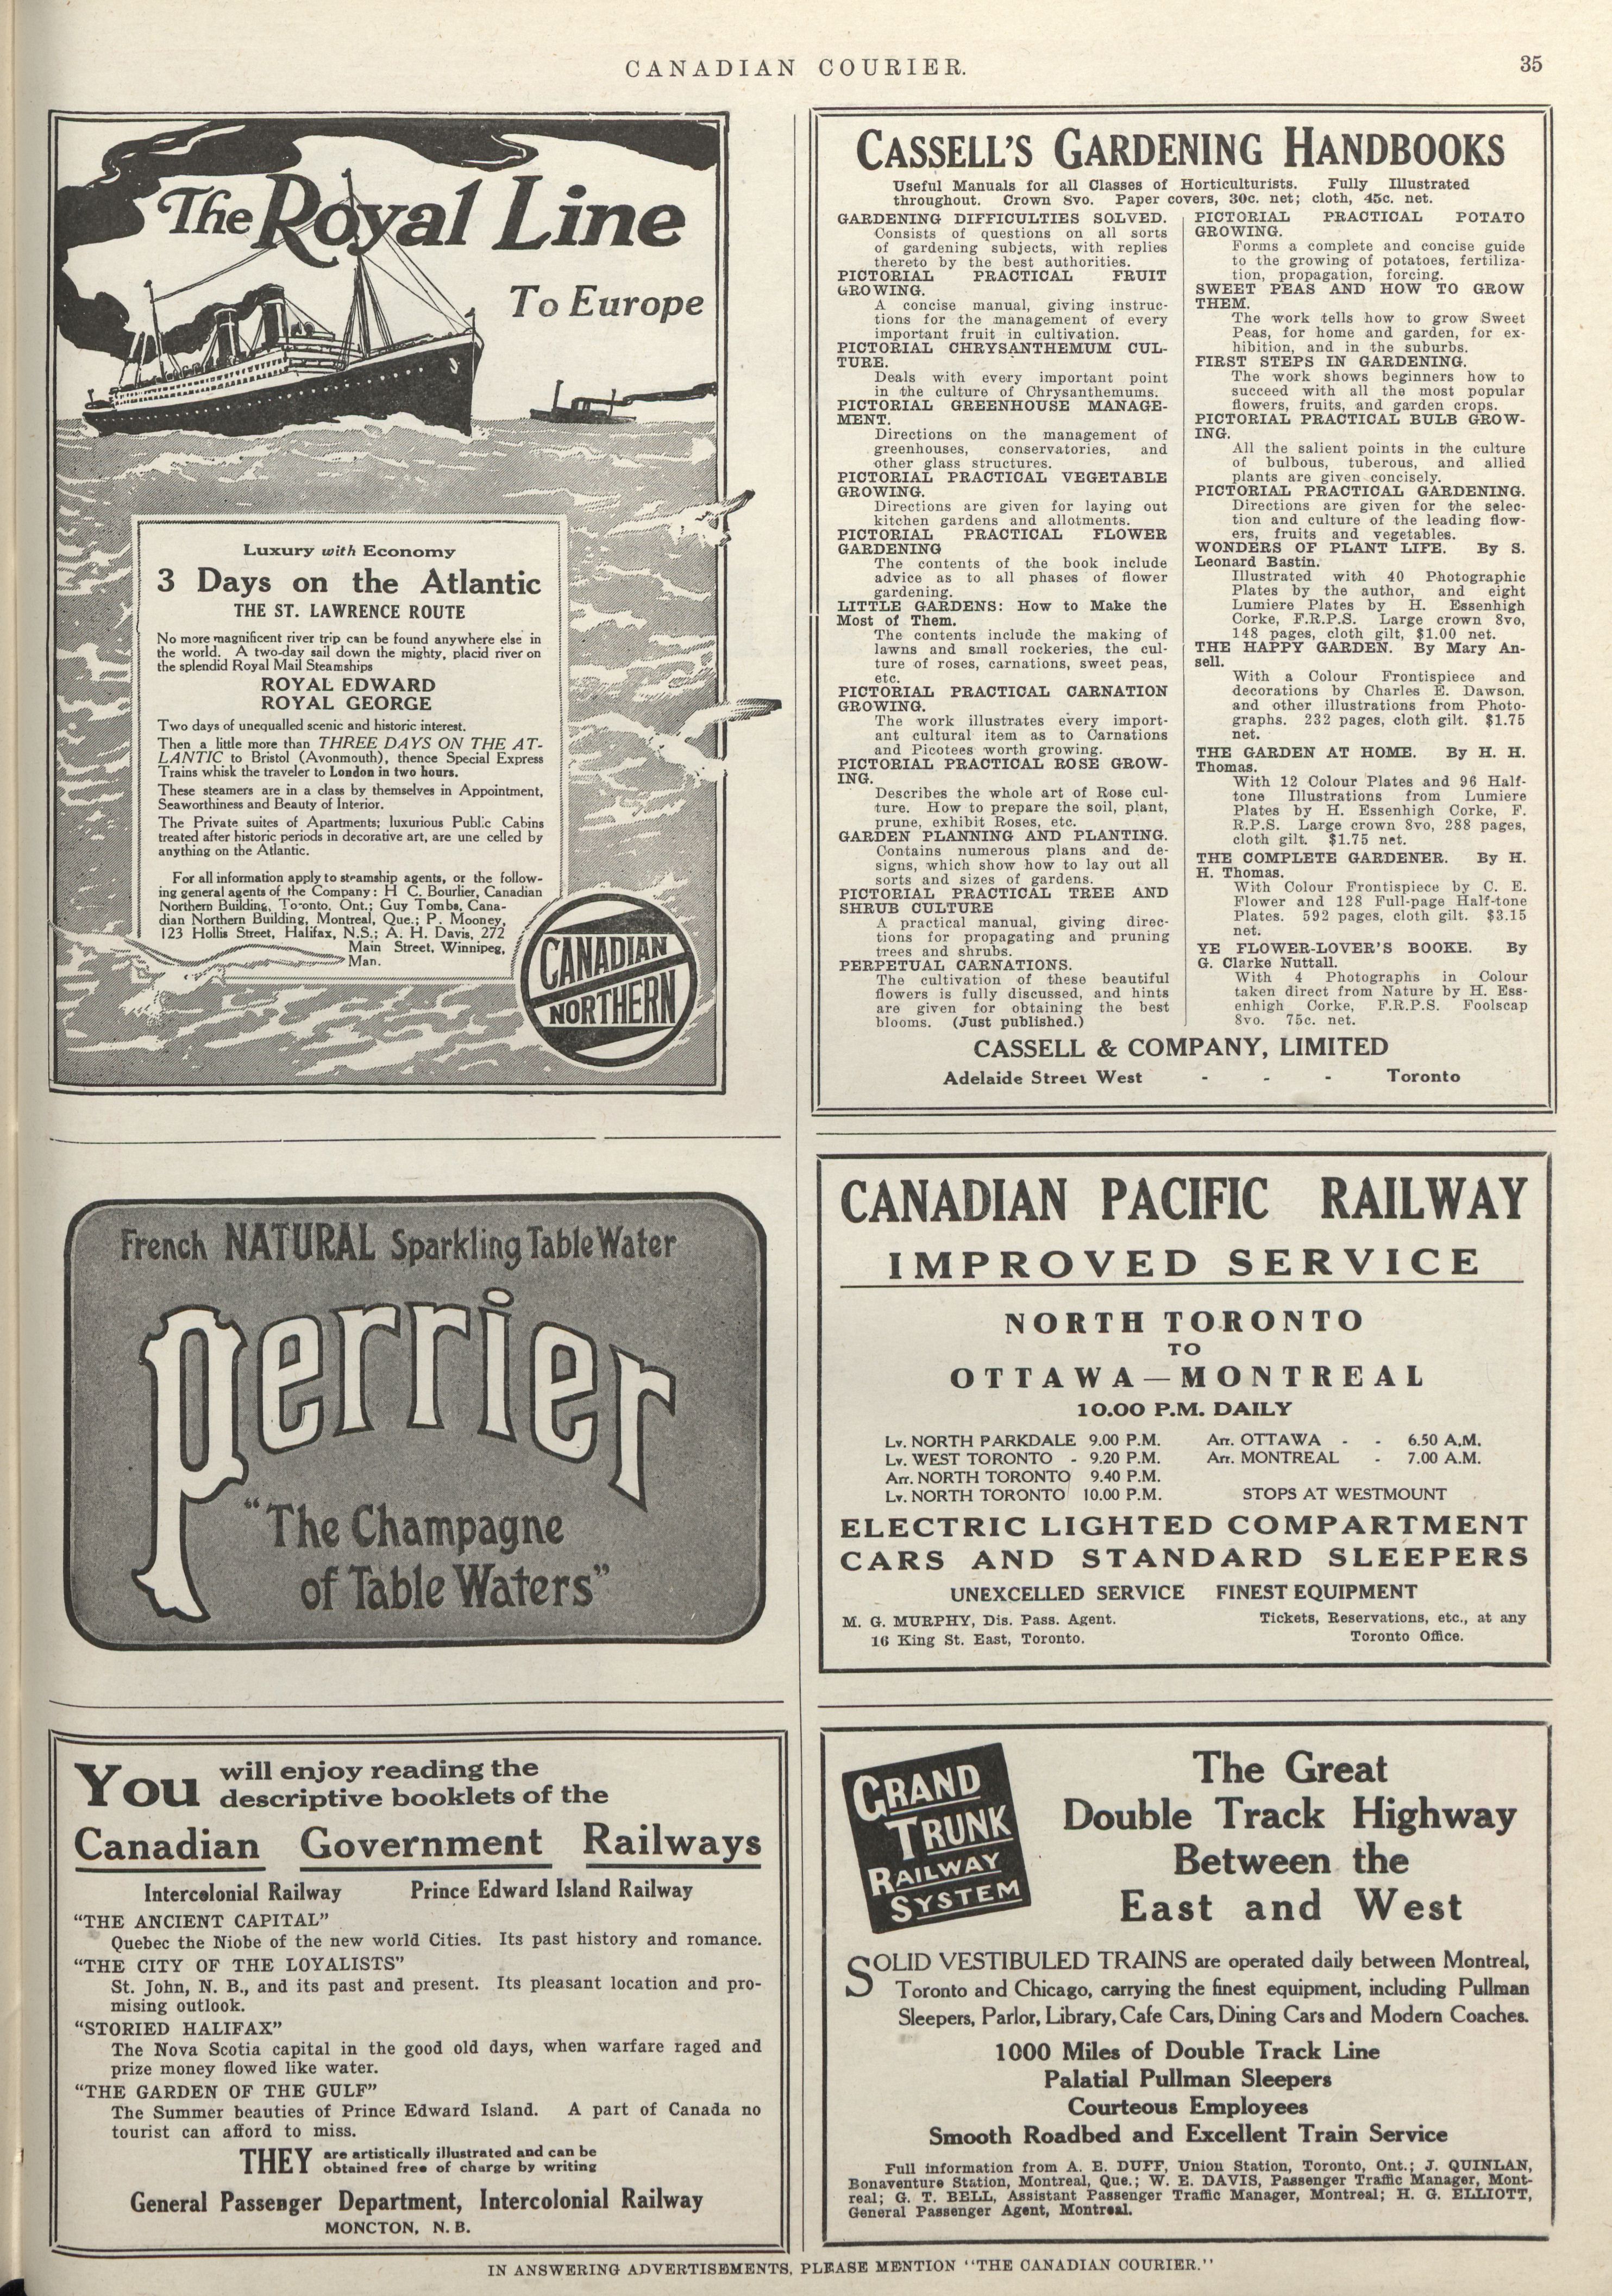 CANADIAN COURIER.
35
The Royal Line
To Europe
Luxury with Economy
3 Days on the Atlantic
THE ST. LAWRENCE ROUTE
No more magnificent river trip can be found anywhere else in
the world. A two-day sail down the mighty, placid river on
the splendid Royal Mail Steamships
ROYAL EDWARD
ROYAL GEORGE
Two days of unequalled scenic and historic interest.
Then a little more than THREE DAYS ON THE AT-
LANTIC to Bristol (Avonmouth), thence Special Express
Trains whisk the traveler to London in two hours.
These steamers are in a class by themselves in Appointment,
Seaworthiness and Beauty of Interior.
The Private suites of Apartments; luxurious Public Cabins
treated after historic periods in decorative art, are une celled by
anything on the Atlantic.
For all information apply to steamship agents, or the follow-
ing general agents of the Company: H C. Bourlier, Canadian
Northern Building, Toronto, Ont.; Guy Tombs, Cana-
dian Northern Building, Montreal, Que.; P. Mooney,
123 Hollis Street, Halifax, N.S.; A. H. Davis, 272
Main Street, Winnipeg,
Man.
CANADIAN
NORTHERN
CASSELL'S GARDENING HANDBOOKS
Useful Manuals for all Classes of Horticulturists. Fully Illustrated
throughout. Crown 8vo. Paper covers, 30c. net; cloth, 45c. net.
GARDENING DIFFICULTIES SOLVED.
Consists of questions on all sorts
of gardening subjects, with replies
thereto by the best authorities.
PICTORIAL PRACTICAL FRUIT
GROWING.
A concise manual, giving instruc-
tions for the management of every
important fruit in cultivation.
PICTORIAL CHRYSANTHEMUM CUL-
TURE.
Deals with every important point
in the culture of Chrysanthemums.
PICTORIAL GREENHOUSE MANAGE-
MENT.
Directions on the management of
greenhouses, conservatories, and
other glass structures.
PICTORIAL PRACTICAL VEGETABLE
GROWING.
Directions are given for laying out
kitchen gardens and allotments.
PICTORIAL PRACTICAL FLOWER
GARDENING
The contents of the book include
advice as to all phases of flower
gardening.
LITTLE GARDENS: How to Make the
Most of Them.
The contents include the making of
lawns and small rockeries, the cul-
ture of roses, carnations, sweet peas,
etc.
PICTORIAL PRACTICAL CARNATION
GROWING.
The work illustrates every import-
ant cultural item as to Carnations
and Picotees worth growing.
PICTORIAL PRACTICAL ROSE GROW-
ING.
Describes the whole art of Rose cul-
ture. How to prepare the soil, plant,
prune, exhibit Roses, etc.
GARDEN PLANNING AND PLANTING.
Contains numerous plans and de-
signs, which show how to lay out all
sorts and sizes of gardens.
PICTORIAL PRACTICAL TREE AND
SHRUB CULTURE
A practical manual, giving direc-
tions for propagating and pruning
trees and shrubs.
PERPETUAL CARNATIONS.
The cultivation of these beautiful
flowers is fully discussed, and hints
are given for obtaining the best
blooms. (Just published.)
PICTORIAL PRACTICAL POTATO
GROWING.
Forms a complete and concise guide
to the growing of potatoes, fertiliza-
tion, propagation, forcing.
SWEET PEAS AND HOW TO GROW
THEM.
The work tells how to grow Sweet
Peas, for home and garden, for ex-
hibition, and in the suburbs.
FIRST STEPS IN GARDENING.
The work shows beginners how to
succeed with all the most popular
flowers, fruits, and garden crops.
PICTORIAL PRACTICAL BULB GROW-
ING.
All the salient points in the culture
of bulbous, tuberous, and allied
plants are given concisely.
PICTORIAL PRACTICAL GARDENING.
Directions are given for the selec-
tion and culture of the leading flow-
ers, fruits and vegetables.
WONDERS OF PLANT LIFE. By S.
Leonard Bastin.
Illustrated with 40 Photographic
Plates by the author, and eight
Lumiere Plates by H. Essenhigh
Corke, F.R.P.S. Large crown 8vo,
148 pages, cloth gilt, $1.00 net.
THE HAPPY GARDEN. By Mary An-
sell.
With a Colour Frontispiece and
decorations by Charles E. Dawson,
and other illustrations from Photo-
graphs. 232 pages, cloth gilt. $1.75
net.
THE GARDEN AT HOME. By H. H.
Thomas.
With 12 Colour Plates and 96 Half-
tone Illustrations from Lumiere
Plates by H. Essenhigh Corke, F.
R.P.S. Large crown 8vo, 288 pages,
cloth gilt. $1.75 net.
THE COMPLETE GARDENER. By H.
H. Thomas.
With Colour Frontispiece by C. E.
Flower and 128 Full-page Half-tone
Plates. 592 pages, cloth gilt. $3.15
net.
YE FLOWER-LOVER'S BOOKE. By
G. Clarke Nuttall.
With 4 Photographs in Colour
taken direct from Nature by H. Ess-
enhigh Corke, F.R.P.S. Foolscap
8vo. 75c. net.
CASSELL & COMPANY, LIMITED
Adelaide Street West - - - Toronto
French NATURAL Sparkling Table Water
Perrier
"The Champagne
of Table Waters"
CANADIAN PACIFIC RAILWAY
IMPROVED SERVICE
NORTH TORONTO
TO
OTTAWA—MONTREAL
10.00 P.M. DAILY
Lv. NORTH PARKDALE 9.00 P.M. Arr. OTTAWA - - 6.50 A.M.
Lv. WEST TORONTO - 9.20 P.M. Arr. MONTREAL - 7.00 A.M.
Arr. NORTH TORONTO 9.40 P.M.
Lv. NORTH TORONTO 10.00 P.M. STOPS AT WESTMOUNT
ELECTRIC LIGHTED COMPARTMENT
CARS AND STANDARD SLEEPERS
UNEXCELLED SERVICE FINEST EQUIPMENT
M. G. MURPHY, Dis. Pass. Agent. Tickets, Reservations, etc., at any
16 King St. East, Toronto. Toronto Office.
You will enjoy reading the
descriptive booklets of the
Canadian Government Railways
Intercolonial Railway Prince Edward Island Railway
"THE ANCIENT CAPITAL"
Quebec the Niobe of the new world Cities. Its past history and romance.
"THE CITY OF THE LOYALISTS"
St. John, N. B., and its past and present. Its pleasant location and pro-
mising outlook.
"STORIED HALIFAX"
The Nova Scotia capital in the good old days, when warfare raged and
prize money flowed like water.
"THE GARDEN OF THE GULF"
The Summer beauties of Prince Edward Island. A part of Canada no
tourist can afford to miss.
THEY are artistically illustrated and can be
obtained free of charge by writing
General Passenger Department, Intercolonial Railway
MONCTON, N. B.
GRAND
TRUNK
RAILWAY
SYSTEM
The Great
Double Track Highway
Between the
East and West
SOLID VESTIBULED TRAINS are operated daily between Montreal,
Toronto and Chicago, carrying the finest equipment, including Pullman
Sleepers, Parlor, Library, Cafe Cars, Dining Cars and Modern Coaches.
1000 Miles of Double Track Line
Palatial Pullman Sleepers
Courteous Employees
Smooth Roadbed and Excellent Train Service
Full information from A. E. DUFF, Union Station, Toronto, Ont.; J. QUINLAN,
Bonaventure Station, Montreal, Que.; W. E. DAVIS, Passenger Traffic Manager, Mont-
real; G. T. BELL, Assistant Passenger Traffic Manager, Montreal; H. G. ELLIOTT,
General Passenger Agent, Montreal.
IN ANSWERING ADVERTISEMENTS, PLEASE MENTION "THE CANADIAN COURIER."